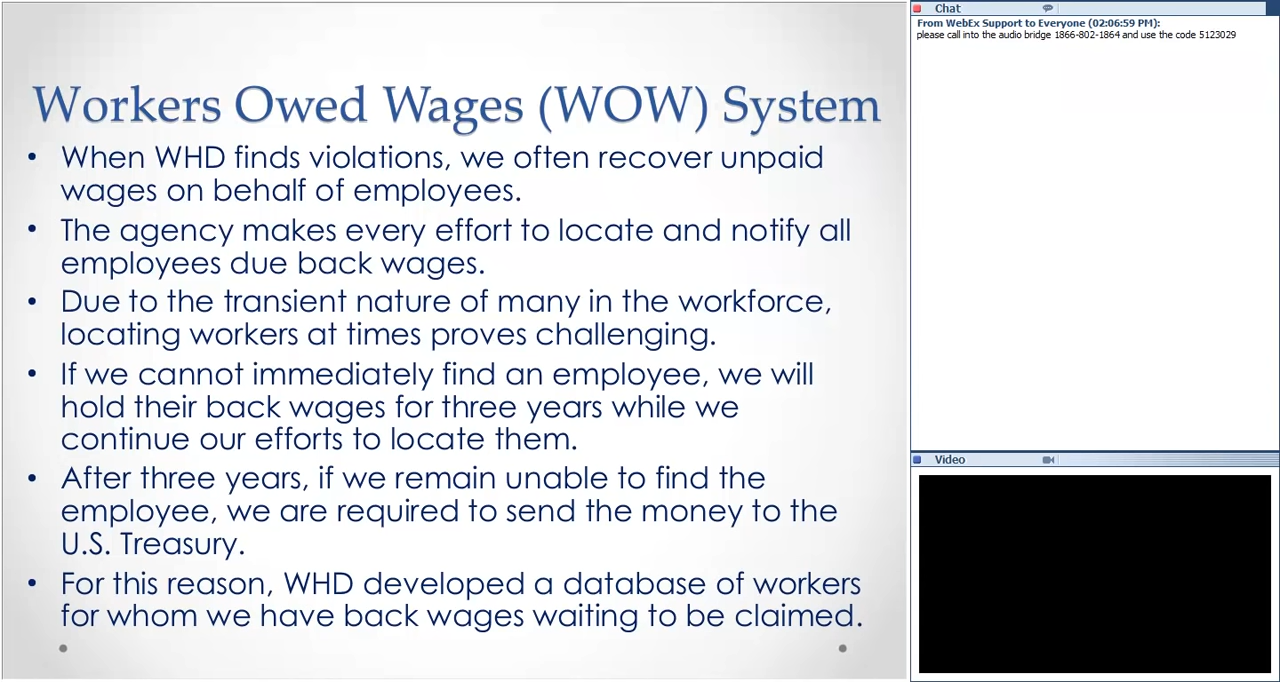 Workers Owed Wages (WOW) System
• When WHD finds violations, we often recover unpaid
wages on behalf of employees.
• The agency makes every effort to locate and notify all
employees due back wages.
• Due to the transient nature of many in the workforce,
locating workers at times proves challenging.
• If we cannot immediately find an employee, we will
hold their back wages for three years while we
continue our efforts to locate them.
• After three years, if we remain unable to find the
employee, we are required to send the money to the
U.S. Treasury.
• For this reason, WHD developed a database of workers
for whom we have back wages waiting to be claimed.
Chat
From WebEx Support to Everyone (02:06:59 PM):
please call into the audio bridge 1866-802-1864 and use the code 5123029
Video